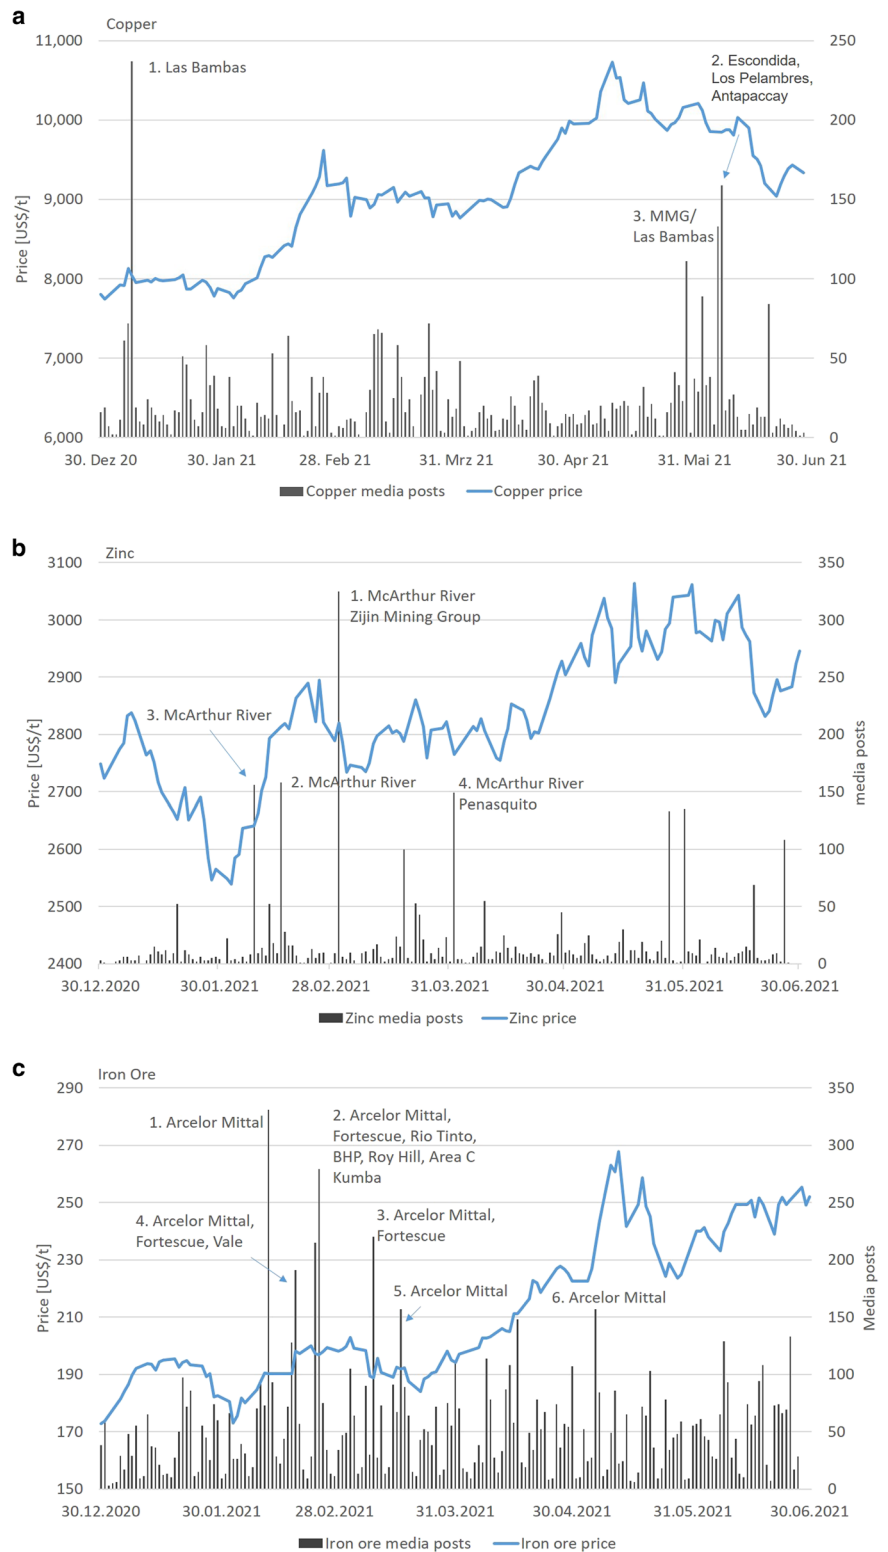 a
Copper
11,000
10,000
9,000
8,000
7,000
6,000
Price [US$/t]
250
200
150
100
50
0
1. Las Bambas
2. Escondida,
Los Pelambres,
Antapaccay
3. MMG/
Las Bambas
30. Dez 20
30. Jan 21
28. Feb 21
31. Mrz 21
30. Apr 21
31. Mai 21
30. Jun 21
Copper media posts
Copper price
b
Zinc
3100
3000
2900
2800
2700
2600
2500
2400
Price [US$/t]
350
300
250
200
150
100
50
0
media posts
1. McArthur River
Zijin Mining Group
3. McArthur River
2. McArthur River
4. McArthur River
Penasquito
30.12.2020
30.01.2021
28.02.2021
31.03.2021
30.04.2021
31.05.2021
30.06.2021
Zinc media posts
Zinc price
c
Iron Ore
290
270
250
230
210
190
170
150
Price [US$/t]
350
300
250
200
150
100
50
0
Media posts
1. Arcelor Mittal
2. Arcelor Mittal,
Fortescue, Rio Tinto,
BHP, Roy Hill, Area C
Kumba
4. Arcelor Mittal,
Fortescue, Vale
3. Arcelor Mittal,
Fortescue
5. Arcelor Mittal
6. Arcelor Mittal
30.12.2020
30.01.2021
28.02.2021
31.03.2021
30.04.2021
31.05.2021
30.06.2021
Iron ore media posts
Iron ore price